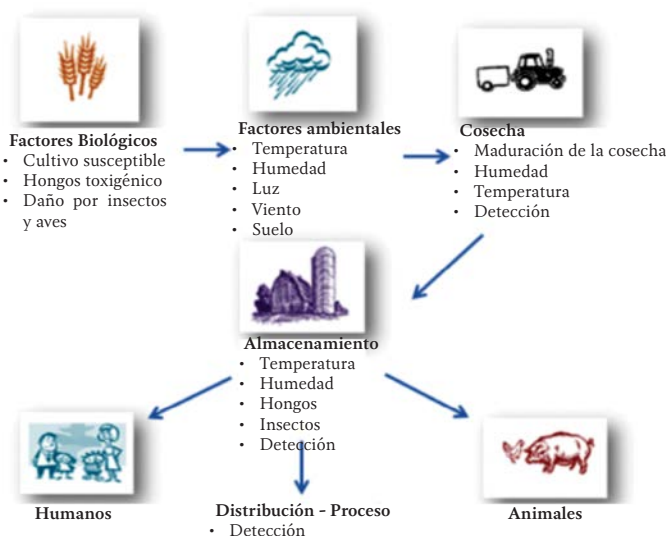 Factores Biológicos
• Cultivo susceptible
• Hongos toxigénico
• Daño por insectos
y aves
Factores ambientales
• Temperatura
• Humedad
• Luz
• Viento
• Suelo
Cosecha
• Maduración de la cosecha
• Humedad
• Temperatura
• Detección
Almacenamiento
• Temperatura
• Humedad
• Hongos
• Insectos
• Detección
Humanos
Distribución - Proceso
• Detección
Animales